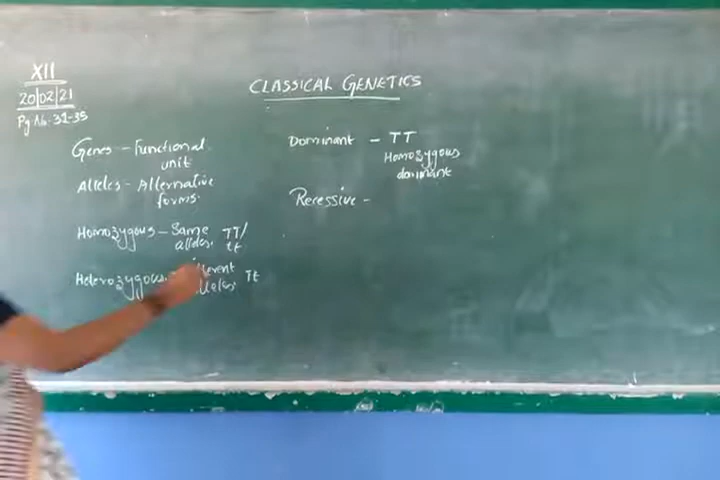 XII
20/02/21
Pg.No: 31-35
CLASSICAL GENETICS
Genes - Functional
unit
Alleles - Alternative
forms.
Homozygous - Same TT/
alleles. tt
Heterozygous
alleles. Tt
Dominant - TT
Homozygous
dominant
Recessive -